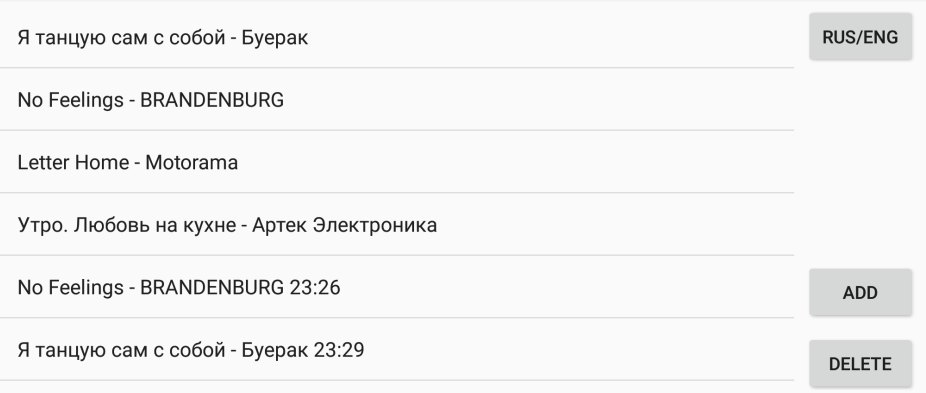 Я танцую сам с собой - Буерак
RUS/ENG
No Feelings - BRANDENBURG
Letter Home - Motorama
Утро. Любовь на кухне - Артек Электроника
No Feelings - BRANDENBURG 23:26
ADD
Я танцую сам с собой - Буерак 23:29
DELETE